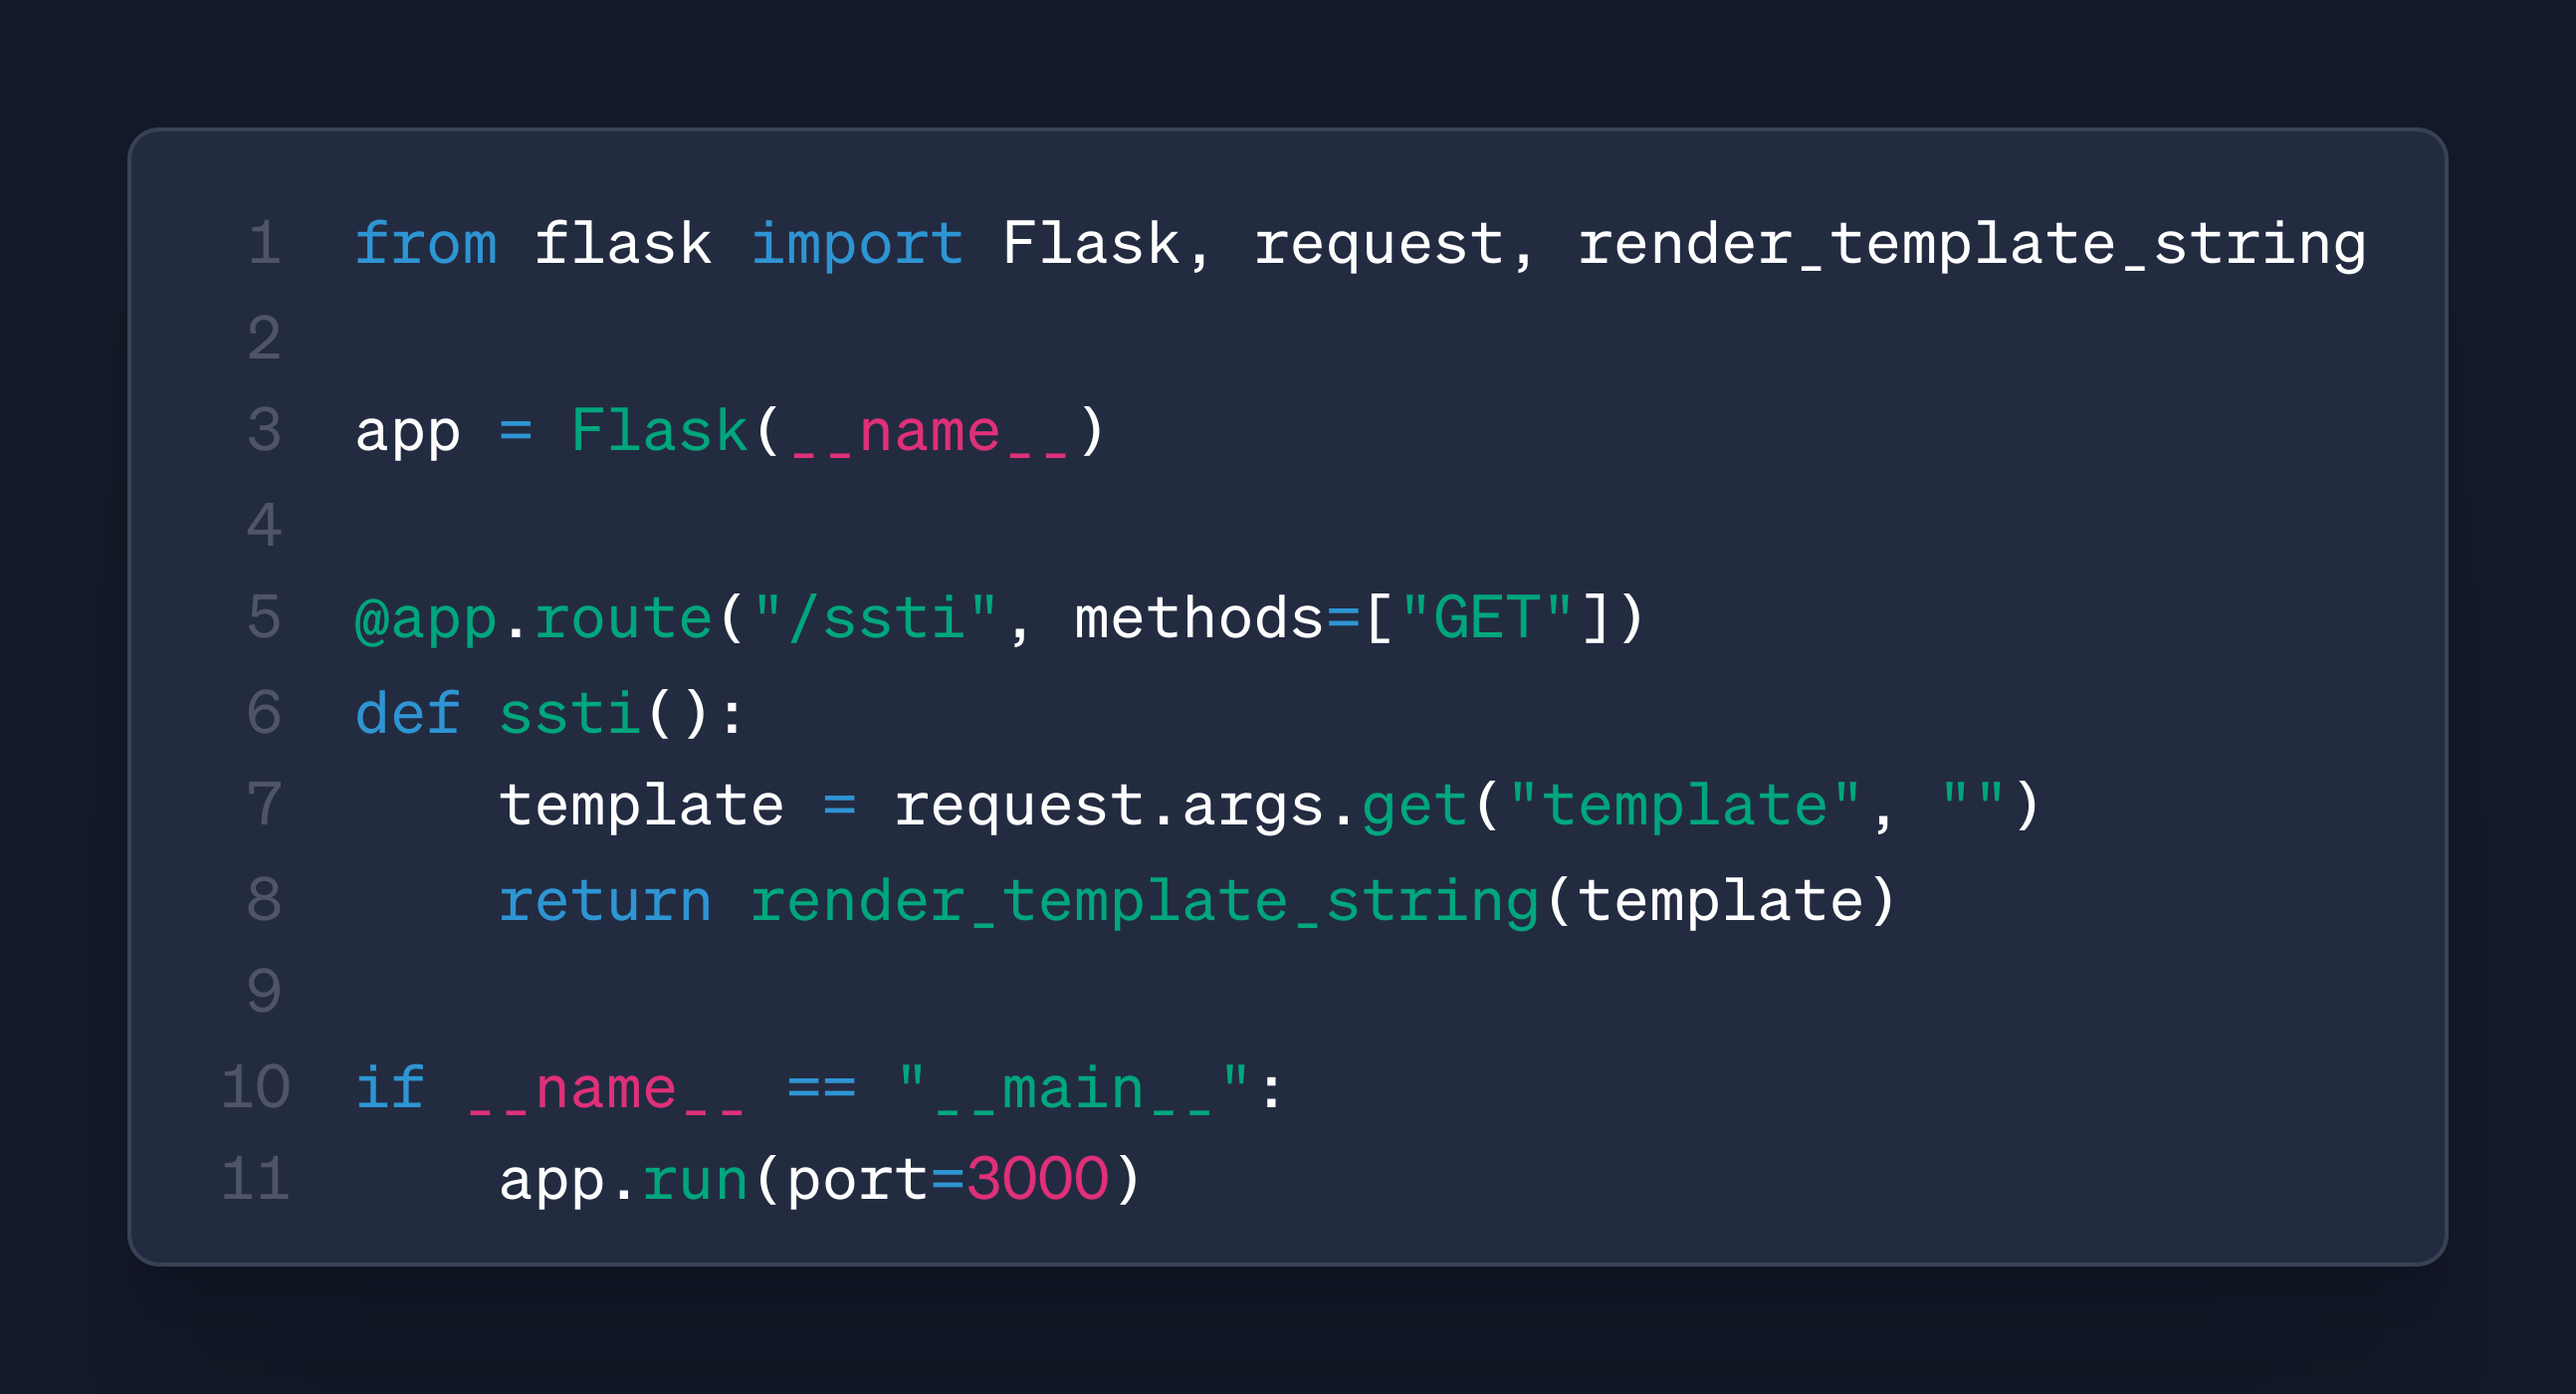 1 from flask import Flask, request, render_template_string
2
3 app = Flask(__name__)
4
5 @app.route("/ssti", methods=["GET"])
6 def ssti():
7     template = request.args.get("template", "")
8     return render_template_string(template)
9
10 if __name__ == "__main__":
11     app.run(port=3000)